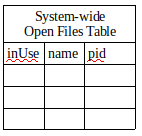 System-wide
Open Files Table
inUse name pid